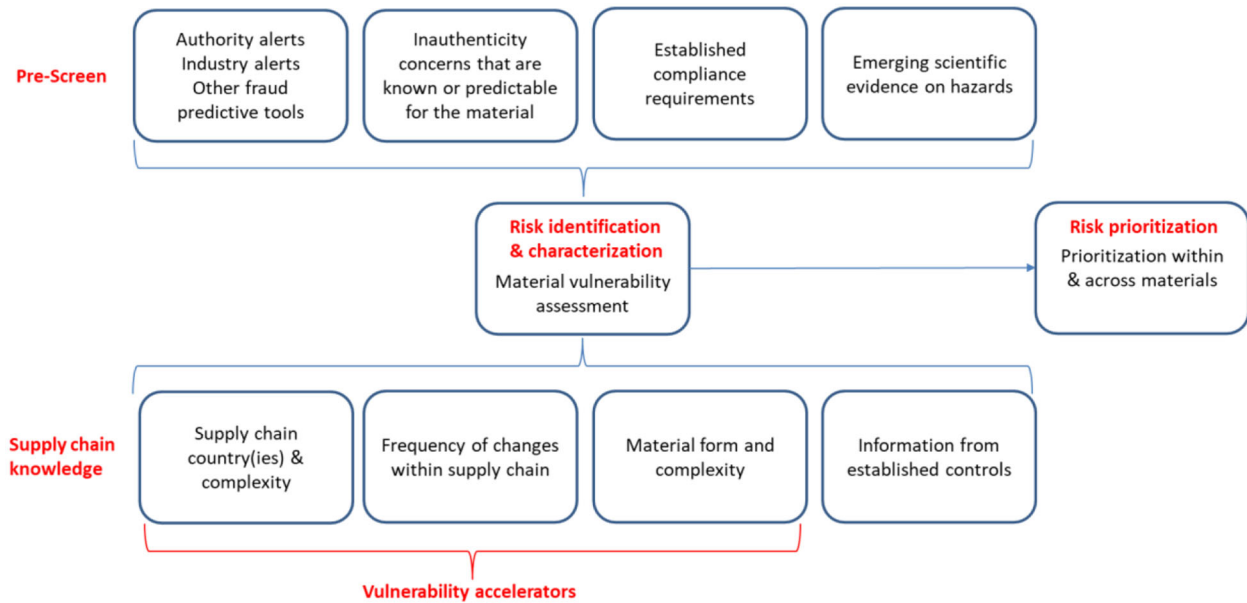 Pre-Screen
Authority alerts
Industry alerts
Other fraud
predictive tools
Inauthenticity
concerns that are
known or predictable
for the material
Established
compliance
requirements
Emerging scientific
evidence on hazards
Risk identification
& characterization
Material vulnerability
assessment
Risk prioritization
Prioritization within
& across materials
Supply chain
knowledge
Supply chain
country(ies) &
complexity
Frequency of changes
within supply chain
Material form and
complexity
Information from
established controls
Vulnerability accelerators